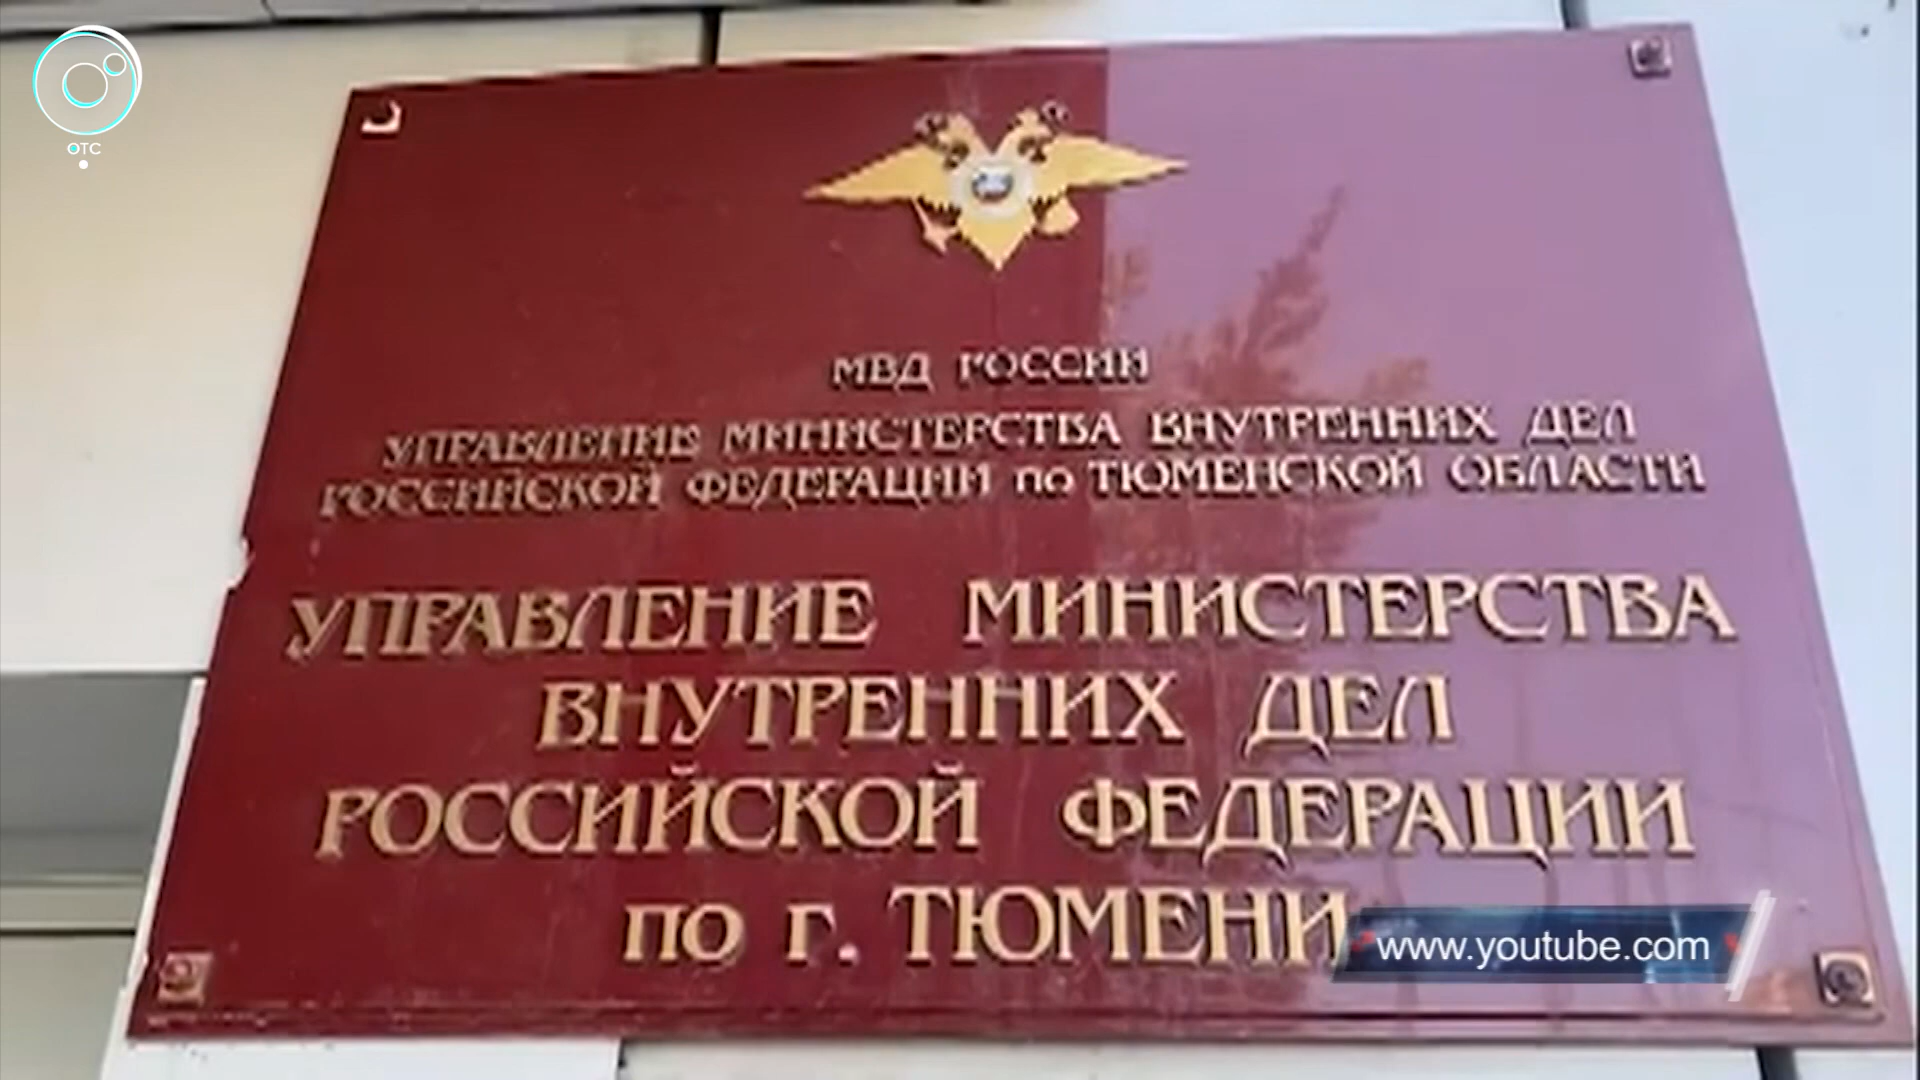 ОТС
МВД РОССИИ
УПРАВЛЕНИЕ МИНИСТЕРСТВА ВНУТРЕННИХ ДЕЛ
РОССИЙСКОЙ ФЕДЕРАЦИИ по ТЮМЕНСКОЙ ОБЛАСТИ
УПРАВЛЕНИЕ МИНИСТЕРСТВА
ВНУТРЕННИХ ДЕЛ
РОССИЙСКОЙ ФЕДЕРАЦИИ
по г. ТЮМЕНИ
www.youtube.com